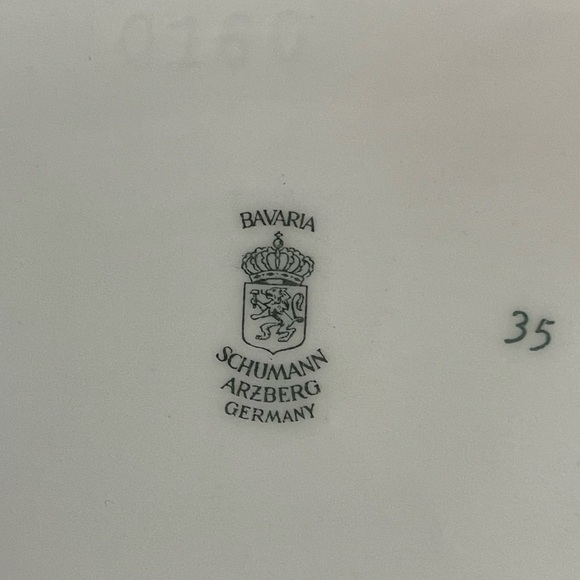 BAVARIA
SCHUMANN
ARZBERG
GERMANY
35